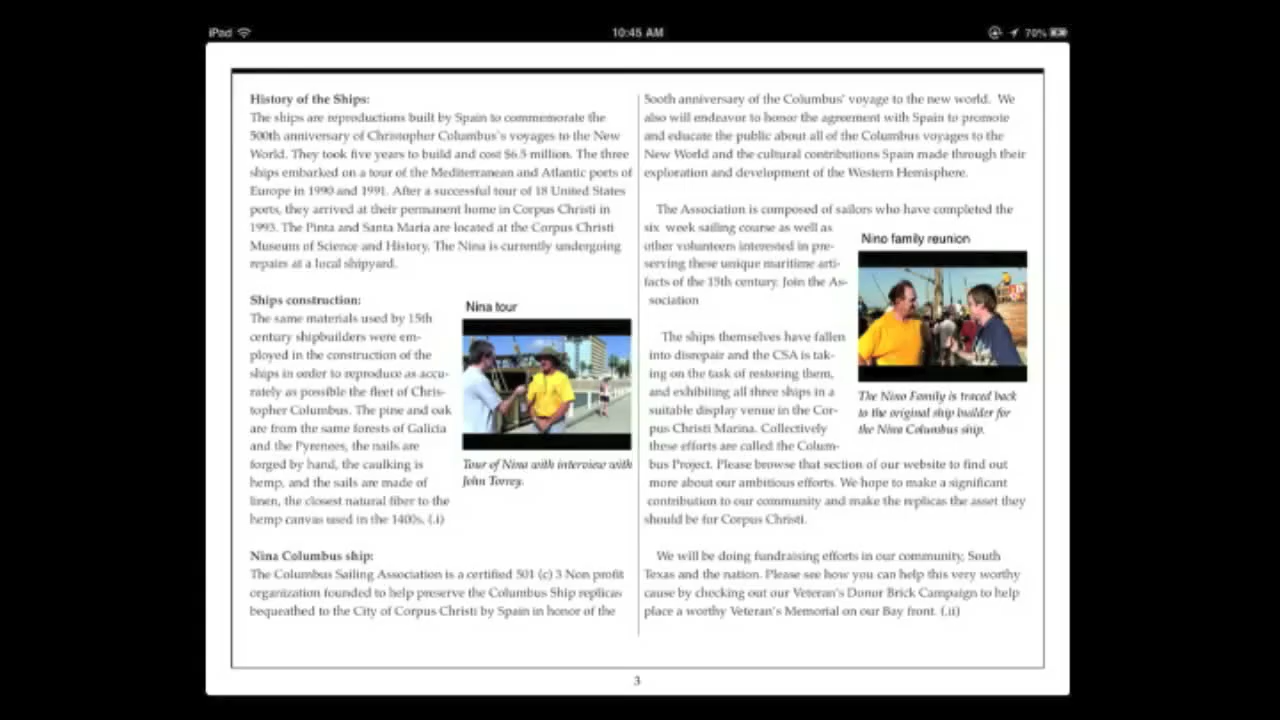 iPad
10:45 AM
70%
History of the Ships:
The ships are reproductions built by Spain to commemorate the
500th anniversary of Christopher Columbus's voyages to the New
World. They took five years to build and cost $6.5 million. The three
ships embarked on a tour of the Mediterranean and Atlantic ports of
Europe in 1990 and 1991. After a successful tour of 18 United States
ports, they arrived at their permanent home in Corpus Christi in
1993. The Pinta and Santa Maria are located at the Corpus Christi
Museum of Science and History. The Nina is currently undergoing
repairs at a local shipyard.
Ships construction:
The same materials used by 15th
century shipbuilders were em-
ployed in the construction of the
ships in order to reproduce as accu-
rately as possible the fleet of Chris-
topher Columbus. The pine and oak
are from the same forests of Galicia
and the Pyrenees, the nails are
forged by hand, the caulking is
hemp, and the sails are made of
linen, the closest natural fiber to the
hemp canvas used in the 1400s. (.i)
Nina tour
Tour of Nina with interview with
John Torrey.
Nina Columbus ship:
The Columbus Sailing Association is a certified 501 (c) 3 Non profit
organization founded to help preserve the Columbus Ship replicas
bequeathed to the City of Corpus Christi by Spain in honor of the
500th anniversary of the Columbus' voyage to the new world. We
also will endeavor to honor the agreement with Spain to promote
and educate the public about all of the Columbus voyages to the
New World and the cultural contributions Spain made through their
exploration and development of the Western Hemisphere.
The Association is composed of sailors who have completed the
six week sailing course as well as
other volunteers interested in pre-
serving these unique maritime arti-
facts of the 15th century. Join the As-
sociation
Nino family reunion
The Nino Family is traced back
to the original ship builder for
the Nina Columbus ship.
The ships themselves have fallen
into disrepair and the CSA is tak-
ing on the task of restoring them,
and exhibiting all three ships in a
suitable display venue in the Cor-
pus Christi Marina. Collectively
these efforts are called the Colum-
bus Project. Please browse that section of our website to find out
more about our ambitious efforts. We hope to make a significant
contribution to our community and make the replicas the asset they
should be for Corpus Christi.
We will be doing fundraising efforts in our community, South
Texas and the nation. Please see how you can help this very worthy
cause by checking out our Veteran's Donor Brick Campaign to help
place a worthy Veteran's Memorial on our Bay front. (.ii)
3